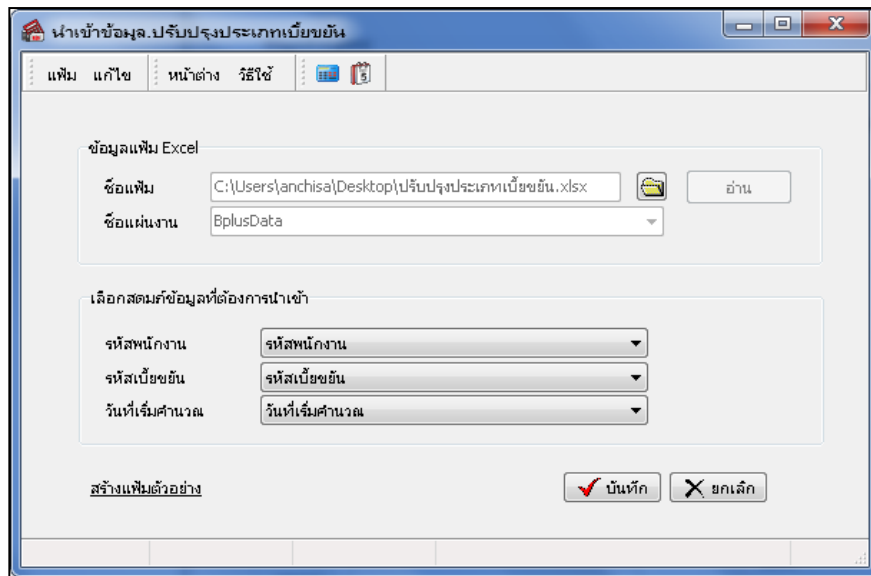 นำเข้าข้อมูล.ปรับปรุงประเภทเบี้ยขยัน
แฟ้ม แก้ไข หน้าต่าง วิธีใช้
ข้อมูลแฟ้ม Excel
ชื่อแฟ้ม C:\Users\anchisa\Desktop\ปรับปรุงประเภทเบี้ยขยัน.xlsx อ่าน
ชื่อแผ่นงาน BplusData
เลือกสดมภ์ข้อมูลที่ต้องการนำเข้า
รหัสพนักงาน รหัสพนักงาน
รหัสเบี้ยขยัน รหัสเบี้ยขยัน
วันที่เริ่มคำนวณ วันที่เริ่มคำนวณ
สร้างแฟ้มตัวอย่าง บันทึก ยกเลิก